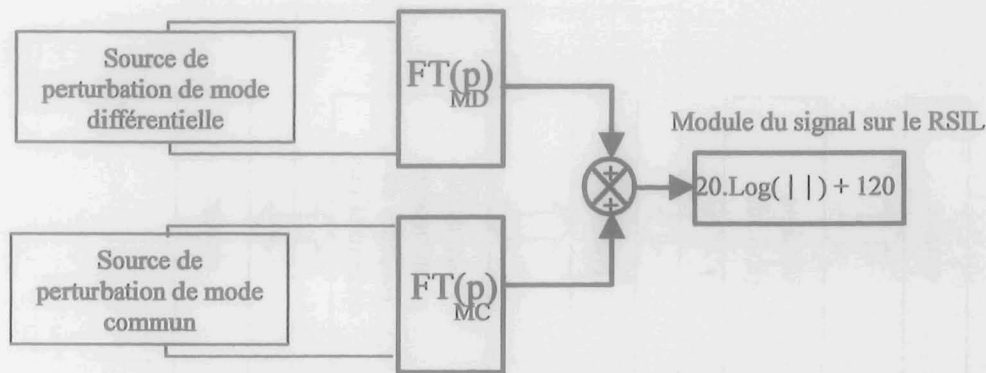 Source de
perturbation de mode
différentielle
FT(p)
MD
Module du signal sur le RSIL
+
+
20.Log( | | ) + 120
Source de
perturbation de mode
commun
FT(p)
MC